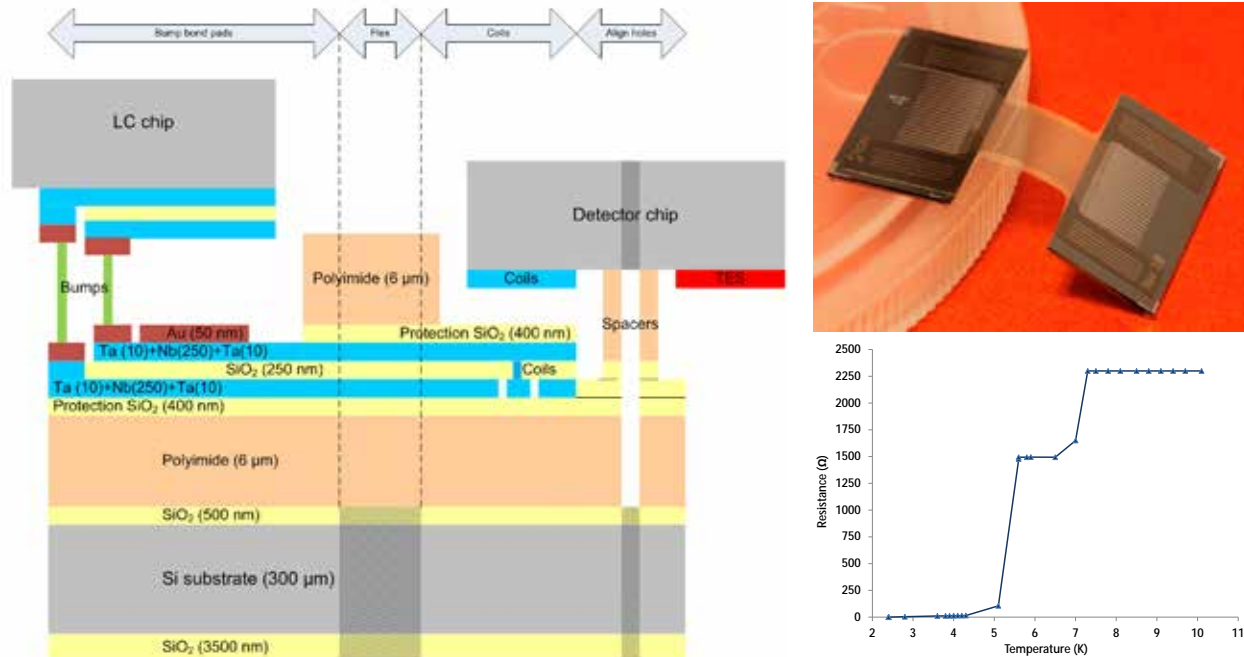 Bump bond pads
Flex
Coils
Align holes
LC chip
Detector chip
Polyimide (6 µm)
Coils
TES
Bumps
Spacers
Au (50 nm)
Protection SiO₂ (400 nm)
Ta (10)+Nb(250)+Ta(10)
SiO₂ (250 nm)
Coils
Ta (10)+Nb(250)+Ta(10)
Protection SiO₂ (400 nm)
Polyimide (6 µm)
SiO₂ (500 nm)
Si substrate (300 µm)
SiO₂ (3500 nm)
Resistance (Ω)
2500
2250
2000
1750
1500
1250
1000
750
500
250
0
2 3 4 5 6 7 8 9 10 11
Temperature (K)